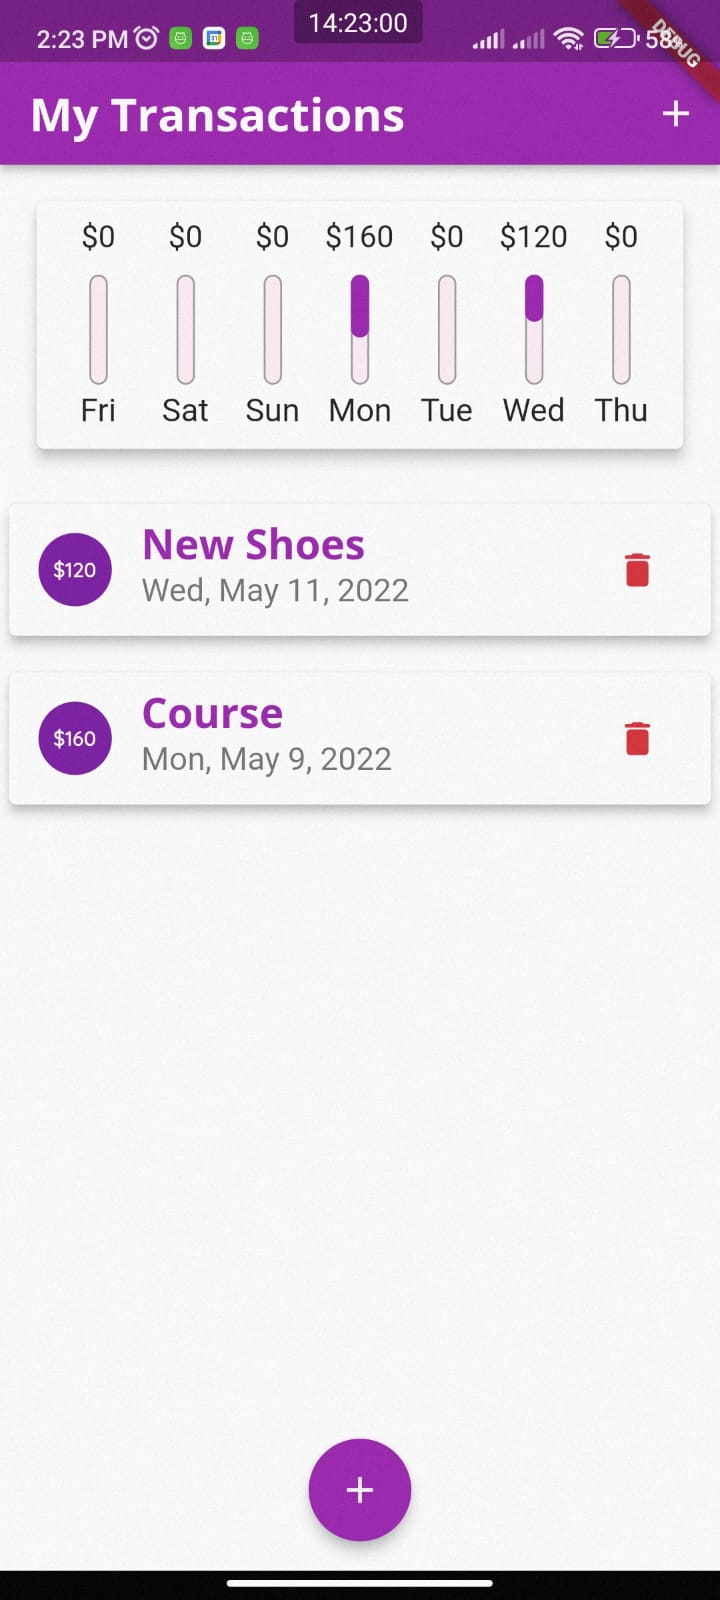 14:23:00
2:23 PM
DEBUG
My Transactions
$0 $0 $0 $160 $0 $120 $0
Fri Sat Sun Mon Tue Wed Thu
New Shoes
$120
Wed, May 11, 2022
Course
$160
Mon, May 9, 2022